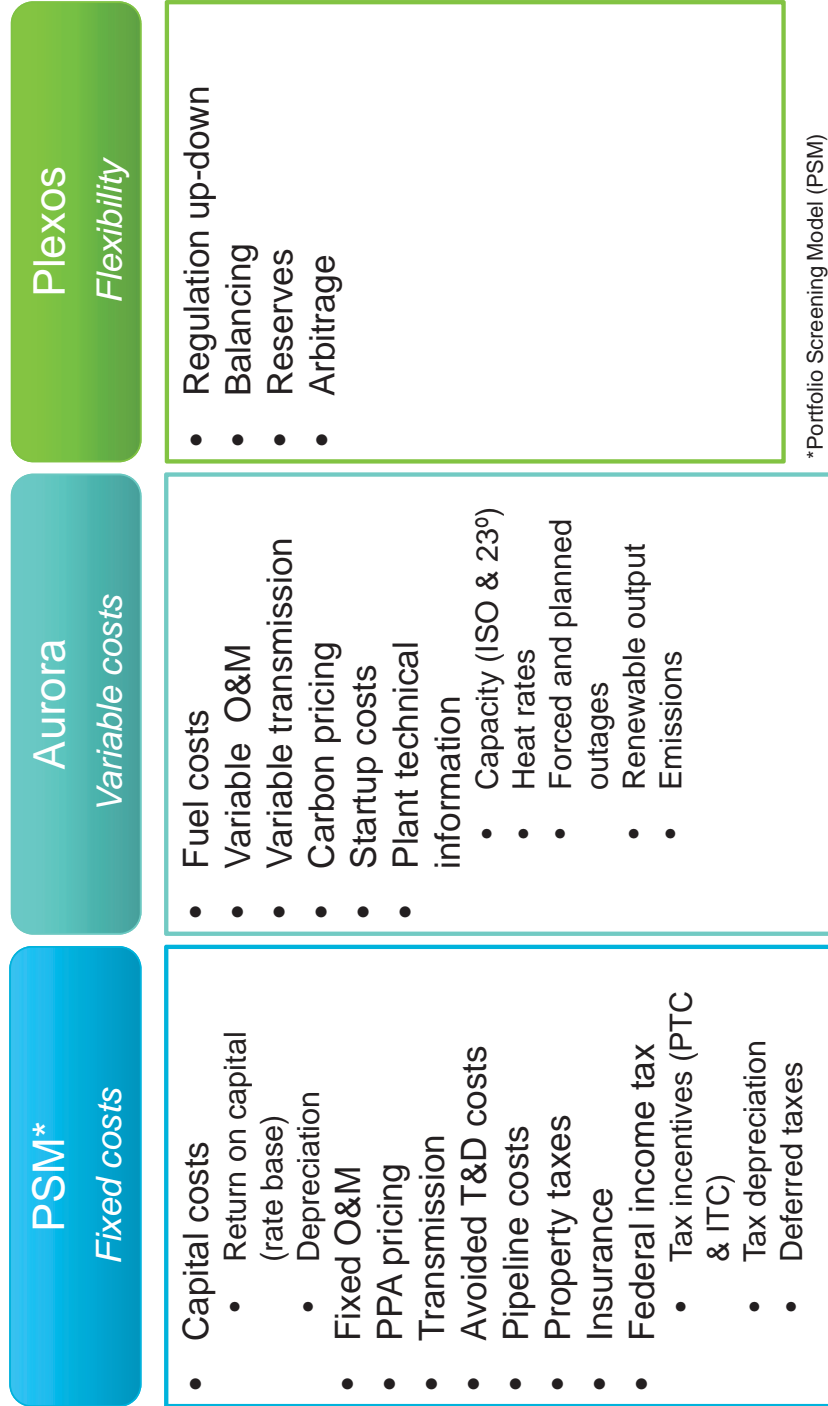 PSM*
Fixed costs
• Capital costs
• Return on capital
(rate base)
• Depreciation
• Fixed O&M
• PPA pricing
• Transmission
• Avoided T&D costs
• Pipeline costs
• Property taxes
• Insurance
• Federal income tax
• Tax incentives (PTC
& ITC)
• Tax depreciation
• Deferred taxes
Aurora
Variable costs
• Fuel costs
• Variable O&M
• Variable transmission
• Carbon pricing
• Startup costs
• Plant technical
information
• Capacity (ISO & 23º)
• Heat rates
• Forced and planned
outages
• Renewable output
• Emissions
Plexos
Flexibility
• Regulation up-down
• Balancing
• Reserves
• Arbitrage
*Portfolio Screening Model (PSM)